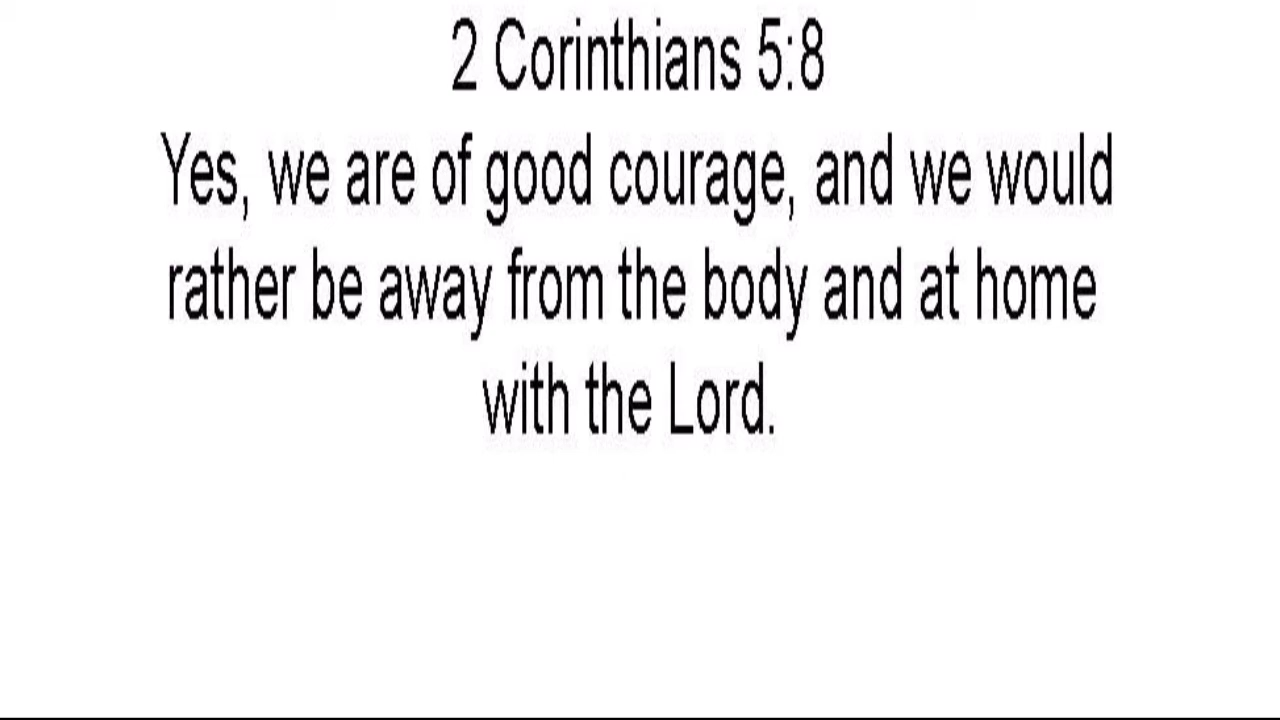 2 Corinthians 5:8
Yes, we are of good courage, and we would
rather be away from the body and at home
with the Lord.